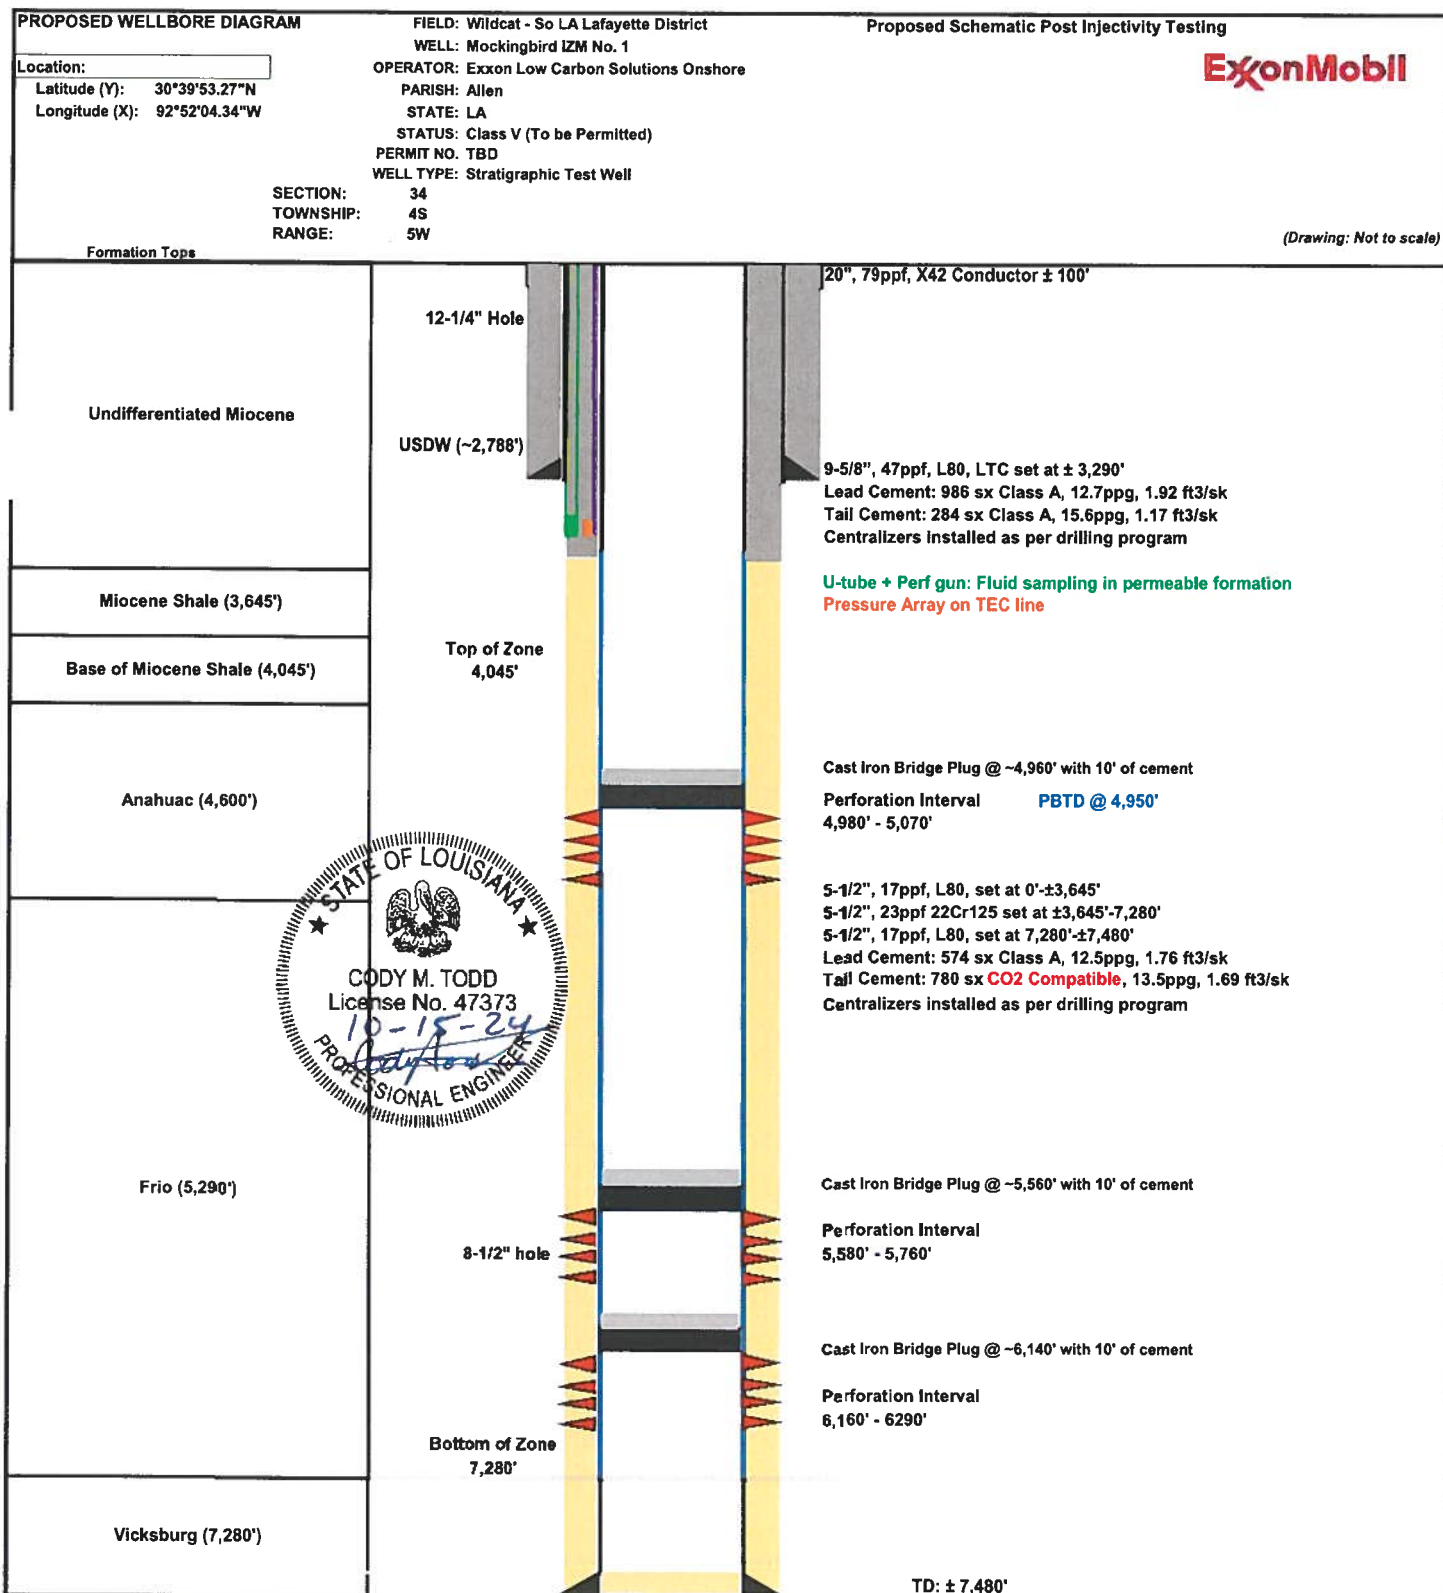 PROPOSED WELLBORE DIAGRAM
Location:
Latitude (Y): 30°39'53.27"N
Longitude (X): 92°52'04.34"W
FIELD: Wildcat - So LA Lafayette District
WELL: Mockingbird IZM No. 1
OPERATOR: Exxon Low Carbon Solutions Onshore
PARISH: Allen
STATE: LA
STATUS: Class V (To be Permitted)
PERMIT NO. TBD
WELL TYPE: Stratigraphic Test Well
SECTION: 34
TOWNSHIP: 4S
RANGE: 5W
Proposed Schematic Post Injectivity Testing
ExxonMobil
(Drawing: Not to scale)
Formation Tops
20", 79ppf, X42 Conductor ± 100'
12-1/4" Hole
Undifferentiated Miocene
USDW (~2,788')
9-5/8", 47ppf, L80, LTC set at ± 3,290'
Lead Cement: 986 sx Class A, 12.7ppg, 1.92 ft3/sk
Tail Cement: 284 sx Class A, 15.6ppg, 1.17 ft3/sk
Centralizers installed as per drilling program
U-tube + Perf gun: Fluid sampling in permeable formation
Pressure Array on TEC line
Miocene Shale (3,645')
Base of Miocene Shale (4,045')
Top of Zone
4,045'
Cast Iron Bridge Plug @ ~4,960' with 10' of cement
Anahuac (4,600')
Perforation Interval PBTD @ 4,950'
4,980' - 5,070'
5-1/2", 17ppf, L80, set at 0'-±3,645'
5-1/2", 23ppf 22Cr125 set at ±3,645'-7,280'
5-1/2", 17ppf, L80, set at 7,280'-±7,480'
Lead Cement: 574 sx Class A, 12.5ppg, 1.76 ft3/sk
Tail Cement: 780 sx CO2 Compatible, 13.5ppg, 1.69 ft3/sk
Centralizers installed as per drilling program
STATE OF LOUISIANA
CODY M. TODD
License No. 47373
10-15-24
Cody Todd
PROFESSIONAL ENGINEER
Frio (5,290')
Cast Iron Bridge Plug @ ~5,560' with 10' of cement
Perforation Interval
5,580' - 5,760'
8-1/2" hole
Cast Iron Bridge Plug @ ~6,140' with 10' of cement
Perforation Interval
6,160' - 6290'
Bottom of Zone
7,280'
Vicksburg (7,280')
TD: ± 7,480'